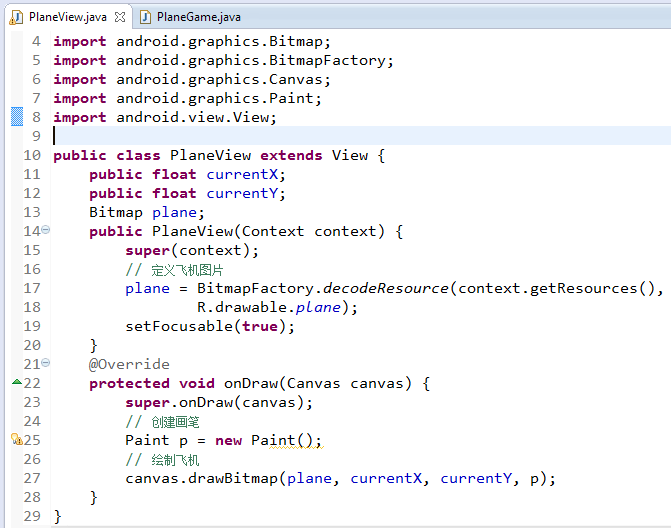 PlaneView.java PlaneGame.java
4 import android.graphics.Bitmap;
5 import android.graphics.BitmapFactory;
6 import android.graphics.Canvas;
7 import android.graphics.Paint;
8 import android.view.View;
9
10 public class PlaneView extends View {
11 public float currentX;
12 public float currentY;
13 Bitmap plane;
14 public PlaneView(Context context) {
15 super(context);
16 // 定义飞机图片
17 plane = BitmapFactory.decodeResource(context.getResources(),
18 R.drawable.plane);
19 setFocusable(true);
20 }
21 @Override
22 protected void onDraw(Canvas canvas) {
23 super.onDraw(canvas);
24 // 创建画笔
25 Paint p = new Paint();
26 // 绘制飞机
27 canvas.drawBitmap(plane, currentX, currentY, p);
28 }
29 }